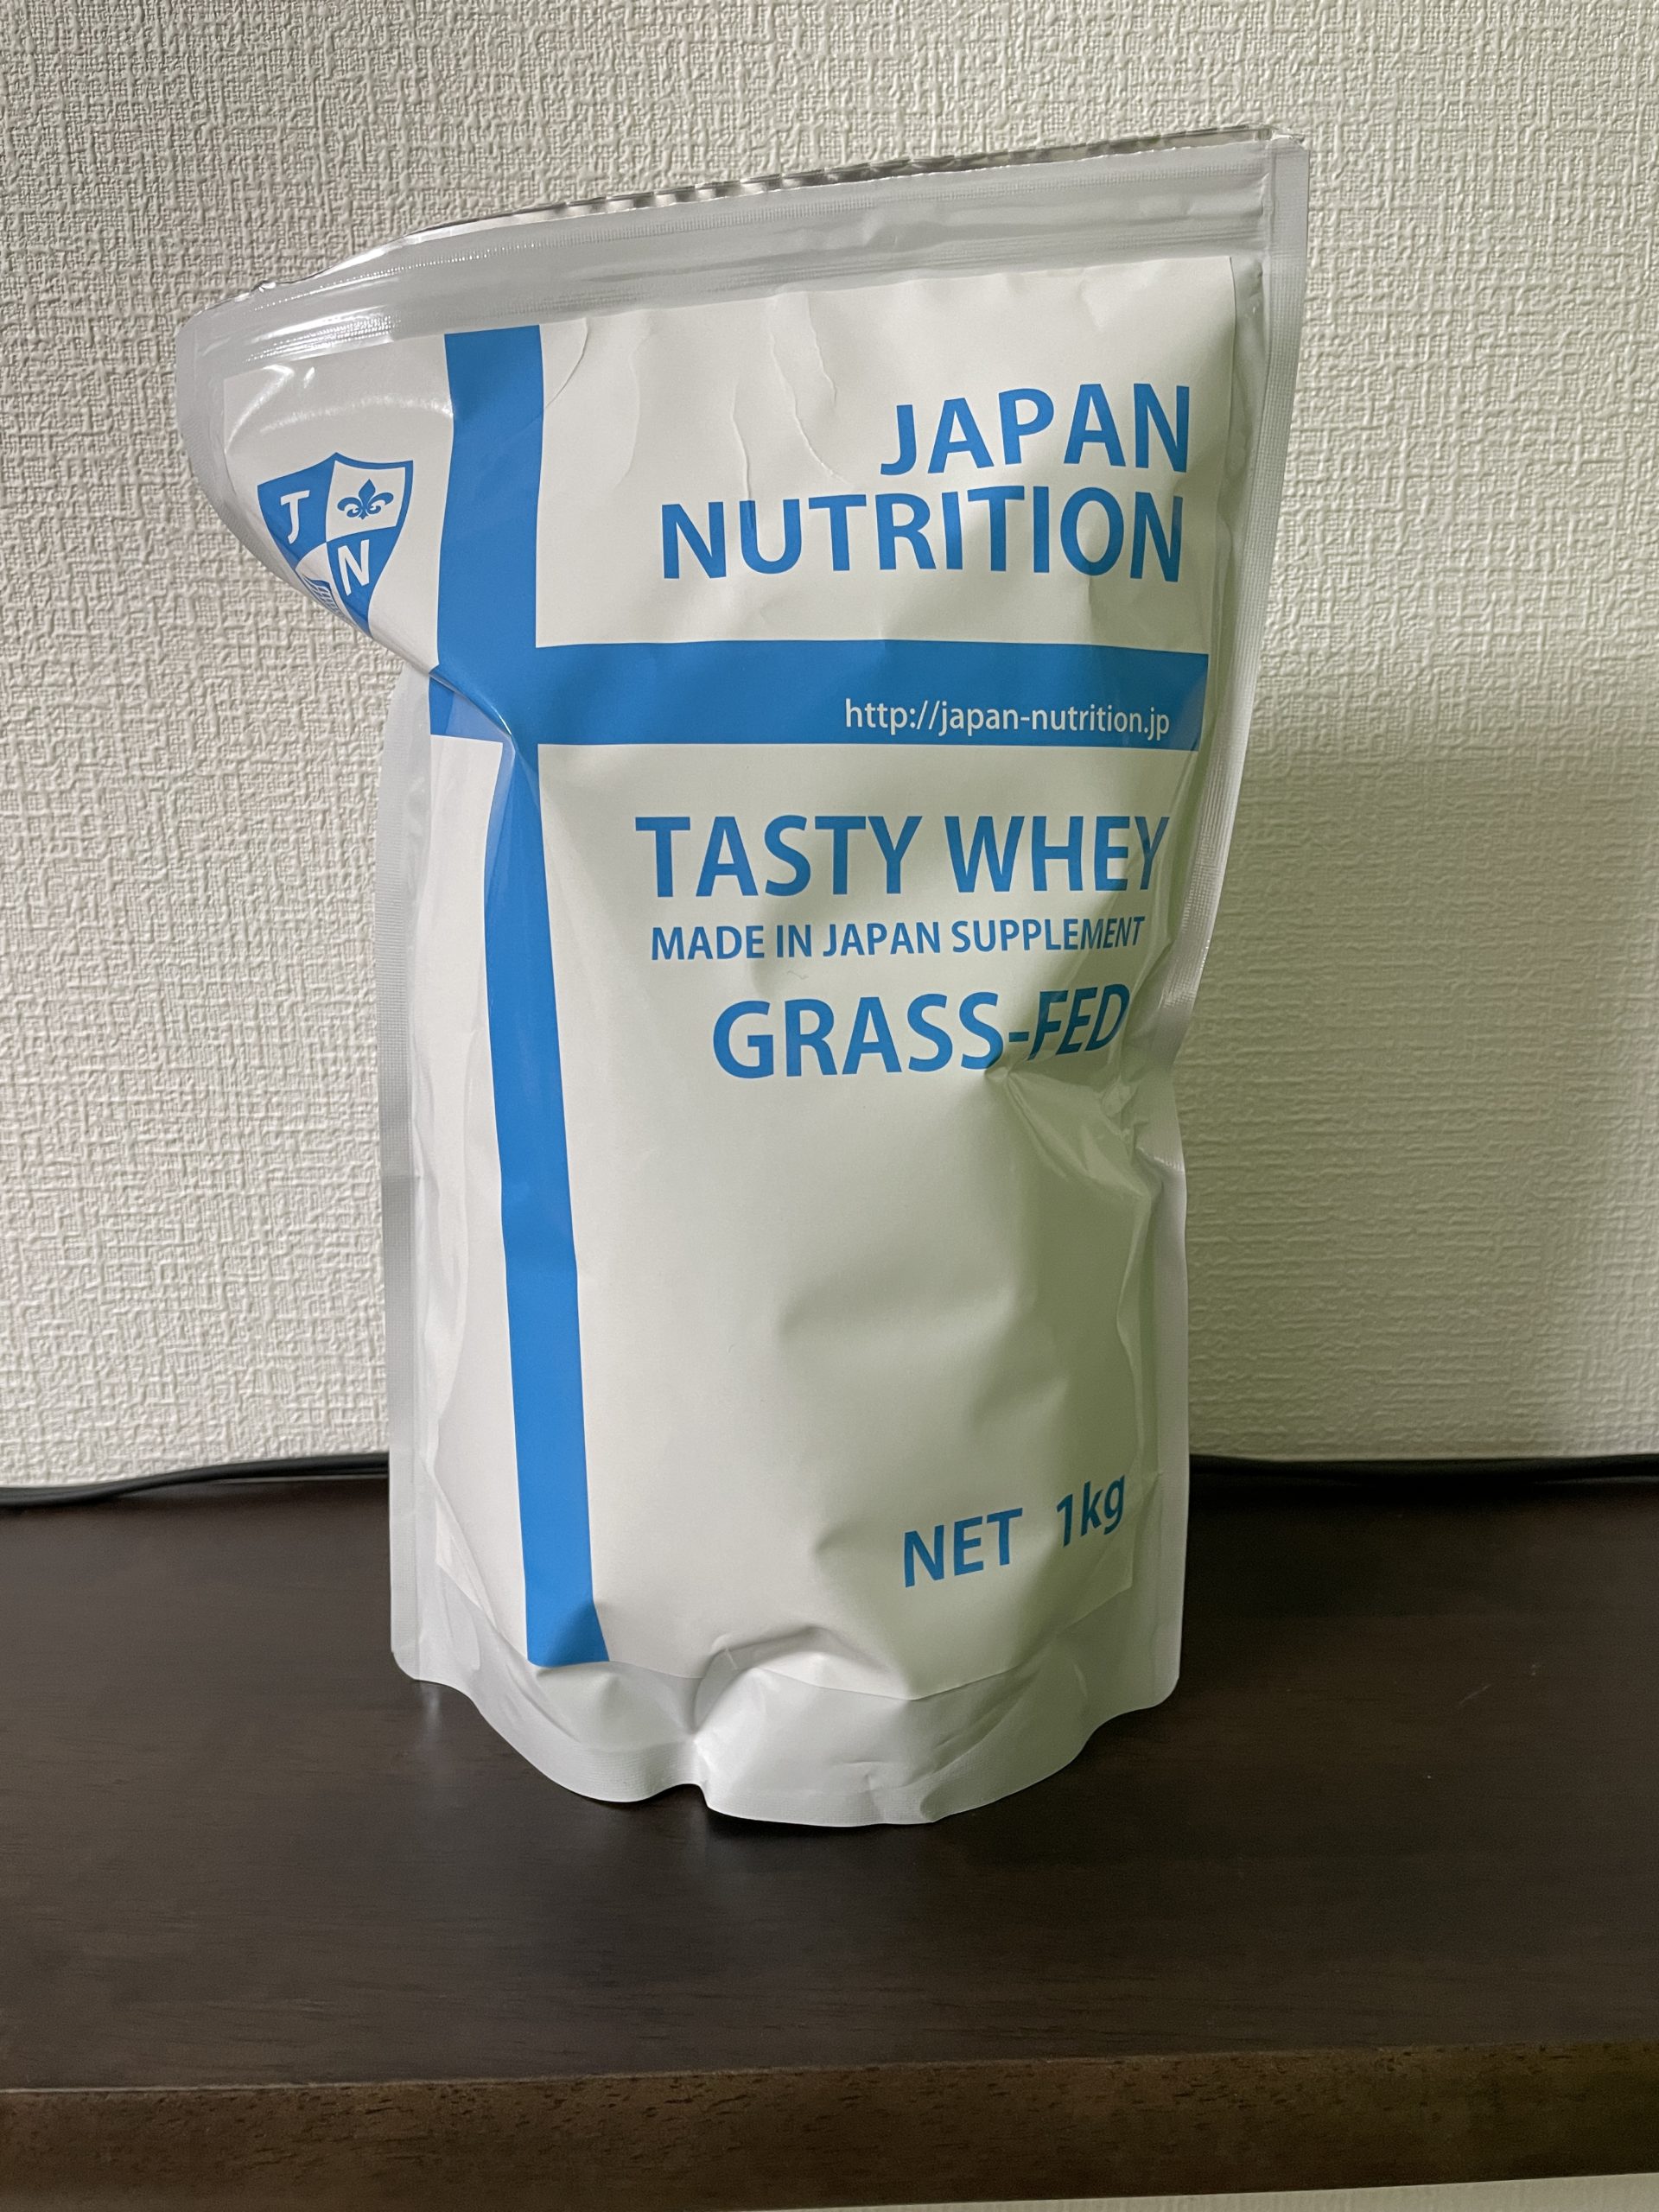 JAPAN
NUTRITION
J
N
http://japan-nutrition.jp
TASTY WHEY
MADE IN JAPAN SUPPLEMENT
GRASS-FED
NET 1kg